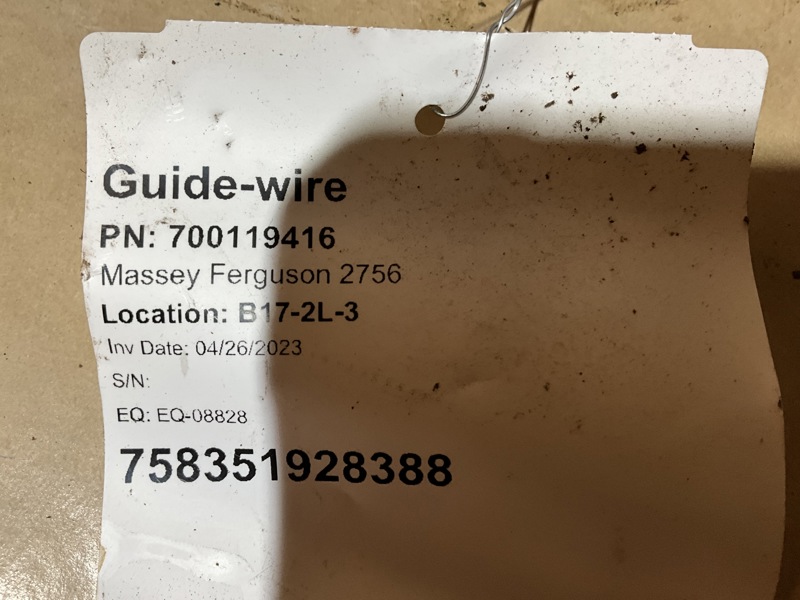 Guide-wire
PN: 700119416
Massey Ferguson 2756
Location: B17-2L-3
Inv Date: 04/26/2023
S/N:
EQ: EQ-08828
758351928388